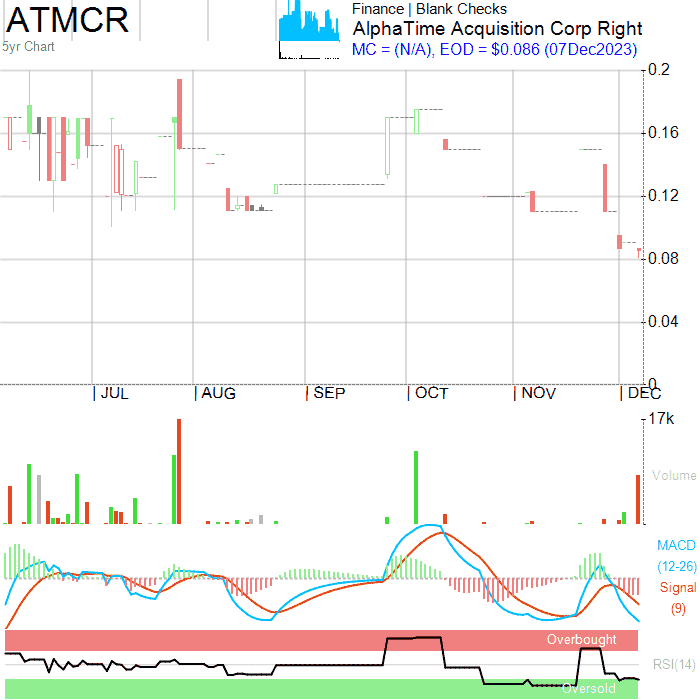 ATMCR
5yr Chart
Finance | Blank Checks
AlphaTime Acquisition Corp Right
MC = (N/A), EOD = $0.086 (07Dec2023)
0.2
0.16
0.12
0.08
0.04
0
JUL AUG SEP OCT NOV DEC
17k
Volume
MACD
(12-26)
Signal
(9)
Overbought
RSI(14)
Oversold